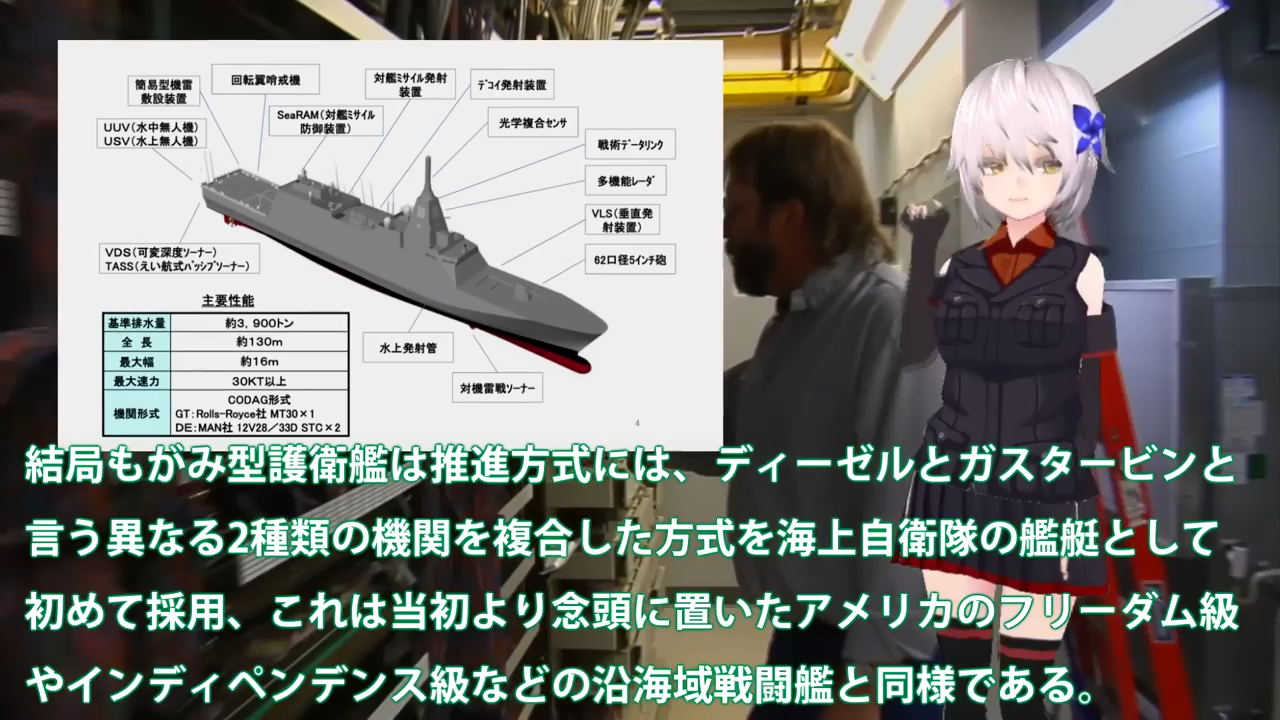 簡易型機雷
敷設装置
回転翼哨戒機
対艦ミサイル発射
装置
デコイ発射装置
SeaRAM(対艦ミサイル
防御装置)
光学複合センサ
UUV(水中無人機)
USV(水上無人機)
戦術データリンク
多機能レーダ
VLS(垂直発
射装置)
VDS(可変深度ソーナー)
TASS(えい航式パッシブソーナー)
62口径5インチ砲
主要性能
基準排水量 約3,900トン
全 長 約130m
最大幅 約16m
最大速力 30KT以上
機関形式 CODAG形式
GT:Rolls-Royce社 MT30×1
DE:MAN社 12V28/33D STC×2
水上発射管
対機雷戦ソーナー
4
結局もがみ型護衛艦は推進方式には、ディーゼルとガスタービンと
言う異なる2種類の機関を複合した方式を海上自衛隊の艦艇として
初めて採用、これは当初より念頭に置いたアメリカのフリーダム級
やインディペンデンス級などの沿海域戦闘艦と同様である。